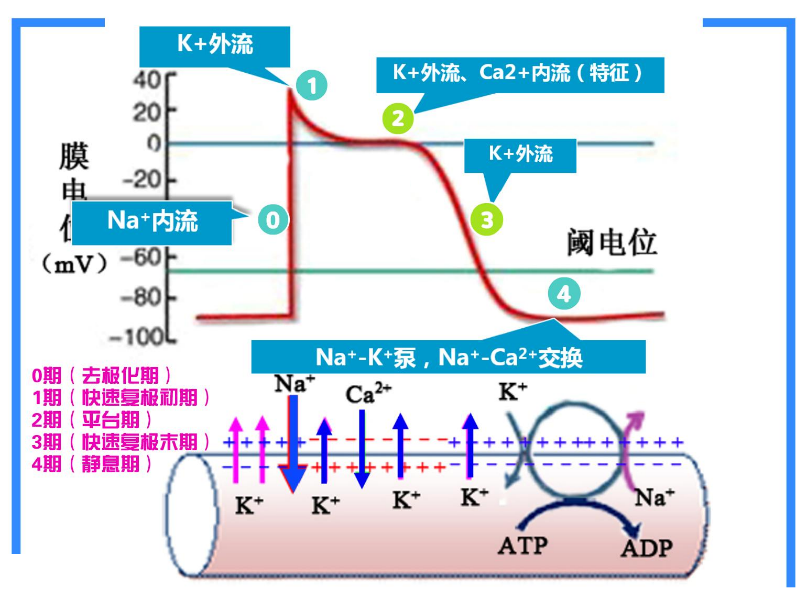 K+外流
K+外流、Ca2+内流（特征）
K+外流
Na⁺内流
Na⁺-K⁺泵，Na⁺-Ca²⁺交换
1
2
0
3
4
40
20
0
-20
-60
-80
-100
膜
电
（mV）
阈电位
0期（去极化期）
1期（快速复极初期）
2期（平台期）
3期（快速复极末期）
4期（静息期）
Na⁺
Ca²⁺
K⁺
K⁺
K⁺
K⁺
K⁺
Na⁺
ATP
ADP